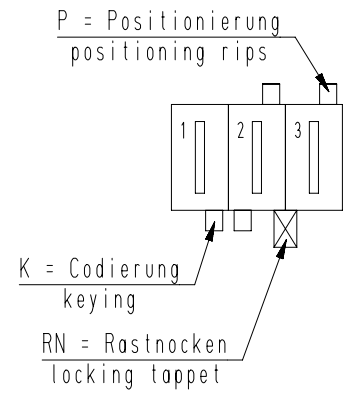 P = Positionierung
positioning rips
1 2 3
K = Codierung
keying
RN = Rastnocken
locking tappet